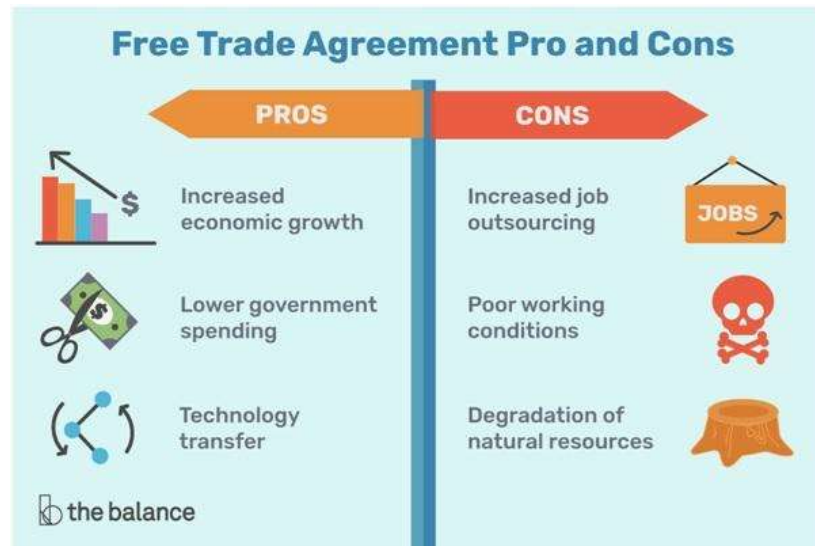 Free Trade Agreement Pro and Cons
PROS
Increased
economic growth
$
Lower government
spending
$
Technology
transfer
CONS
Increased job
outsourcing
JOBS
Poor working
conditions
Degradation of
natural resources
the balance